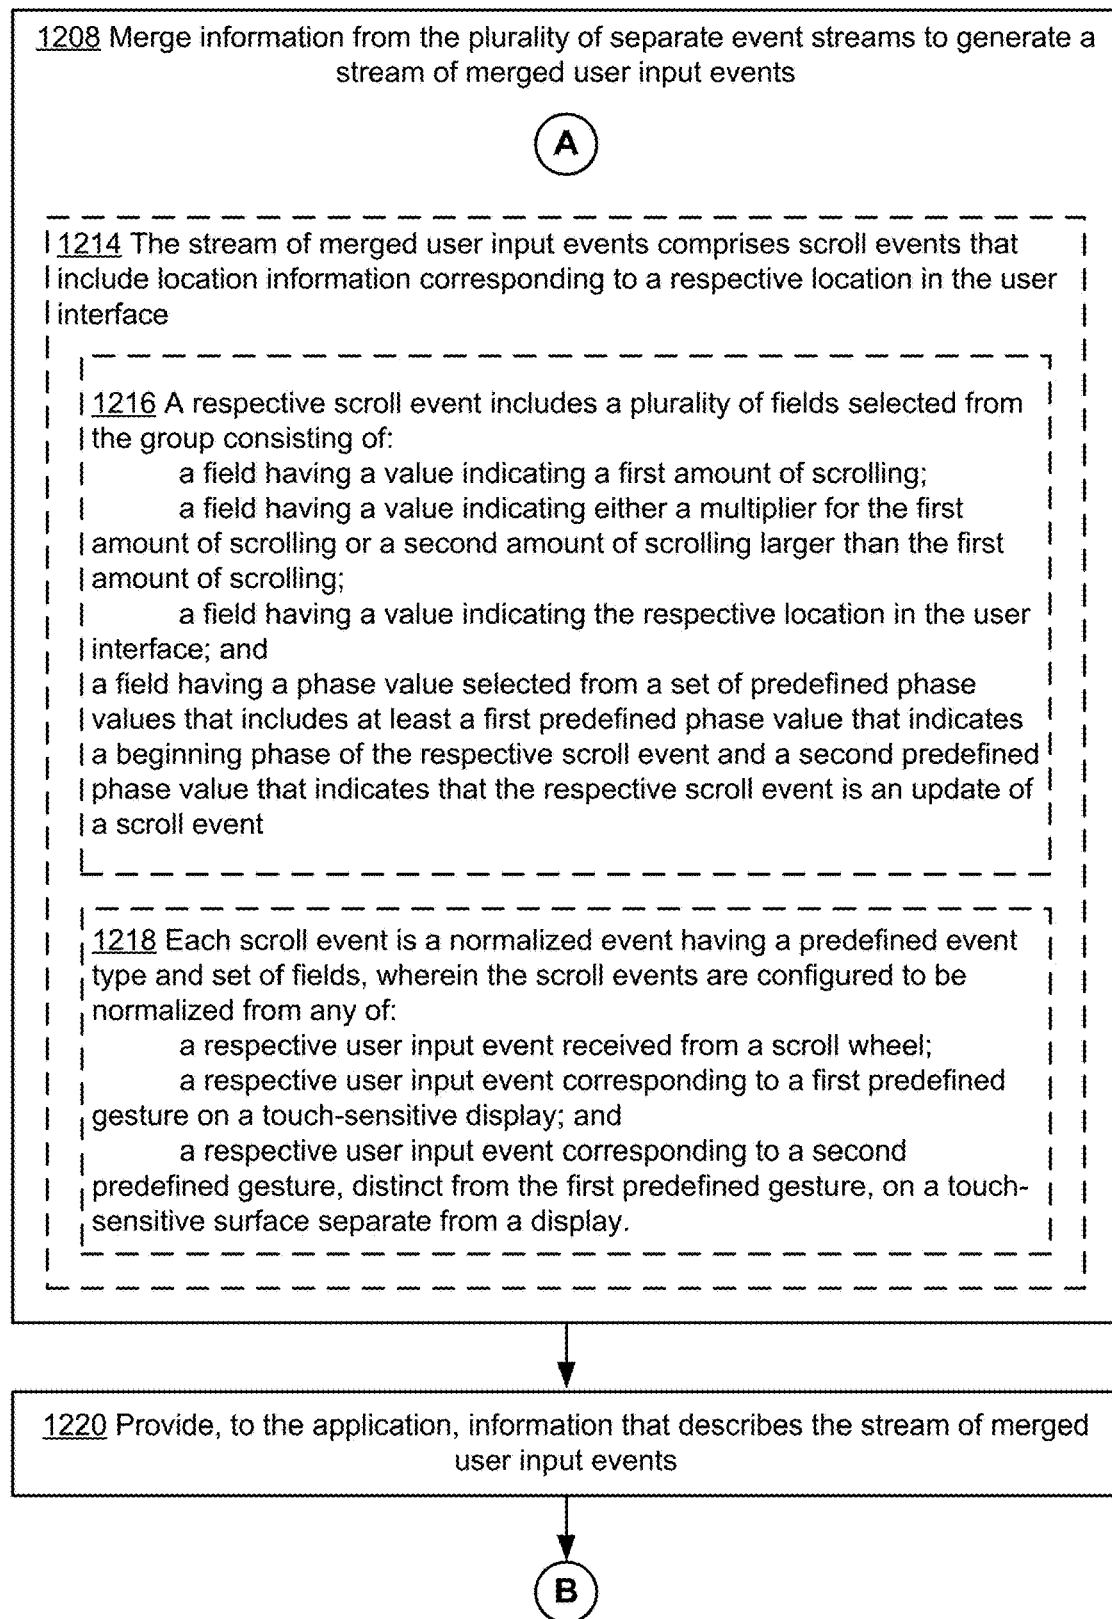 1208 Merge information from the plurality of separate event streams to generate a
stream of merged user input events
A
1214 The stream of merged user input events comprises scroll events that
include location information corresponding to a respective location in the user
interface
1216 A respective scroll event includes a plurality of fields selected from
the group consisting of:
a field having a value indicating a first amount of scrolling;
a field having a value indicating either a multiplier for the first
amount of scrolling or a second amount of scrolling larger than the first
amount of scrolling;
a field having a value indicating the respective location in the user
interface; and
a field having a phase value selected from a set of predefined phase
values that includes at least a first predefined phase value that indicates
a beginning phase of the respective scroll event and a second predefined
phase value that indicates that the respective scroll event is an update of
a scroll event
1218 Each scroll event is a normalized event having a predefined event
type and set of fields, wherein the scroll events are configured to be
normalized from any of:
a respective user input event received from a scroll wheel;
a respective user input event corresponding to a first predefined
gesture on a touch-sensitive display; and
a respective user input event corresponding to a second
predefined gesture, distinct from the first predefined gesture, on a touch-
sensitive surface separate from a display.
1220 Provide, to the application, information that describes the stream of merged
user input events
B